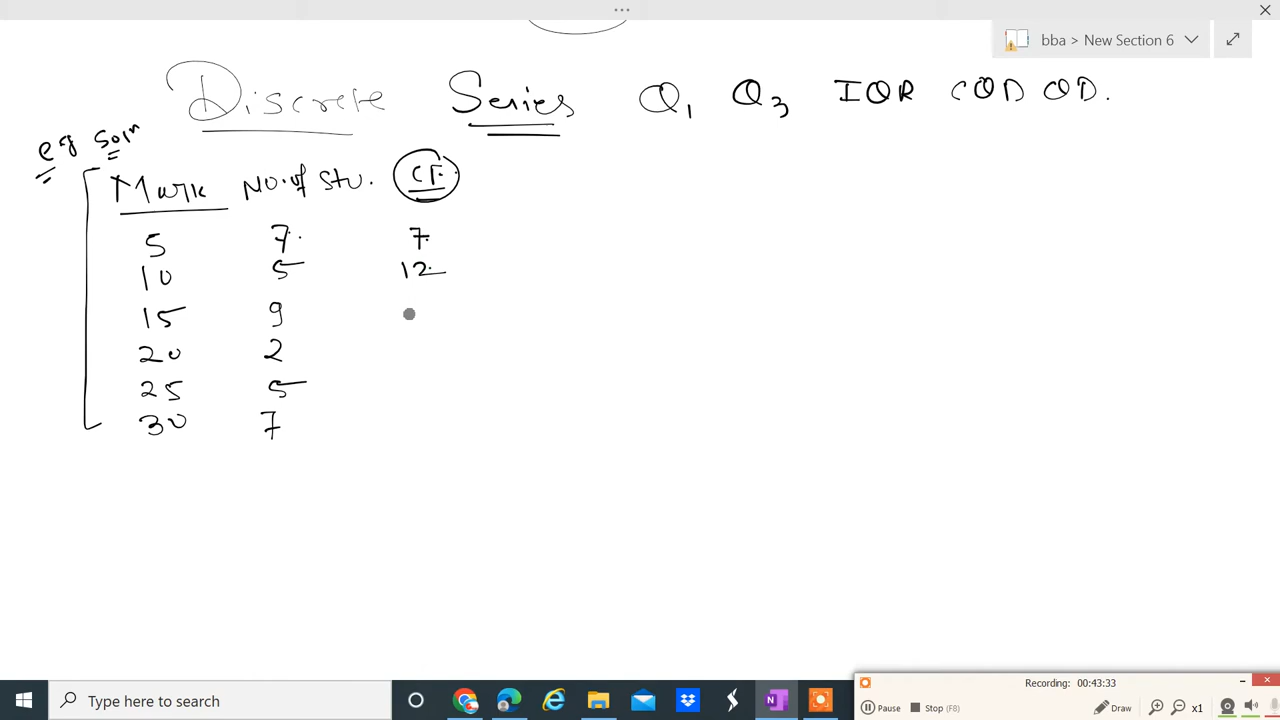 bba > New Section 6
Discrete Series Q1 Q3 IQR CQD QD.
eg Soln
Mark No. of Stu. CF.
5 7. 7.
10 5 12.
15 9
20 2
25 5
30 7
Type here to search
Recording: 00:43:33
Pause Stop (F8) Draw x1